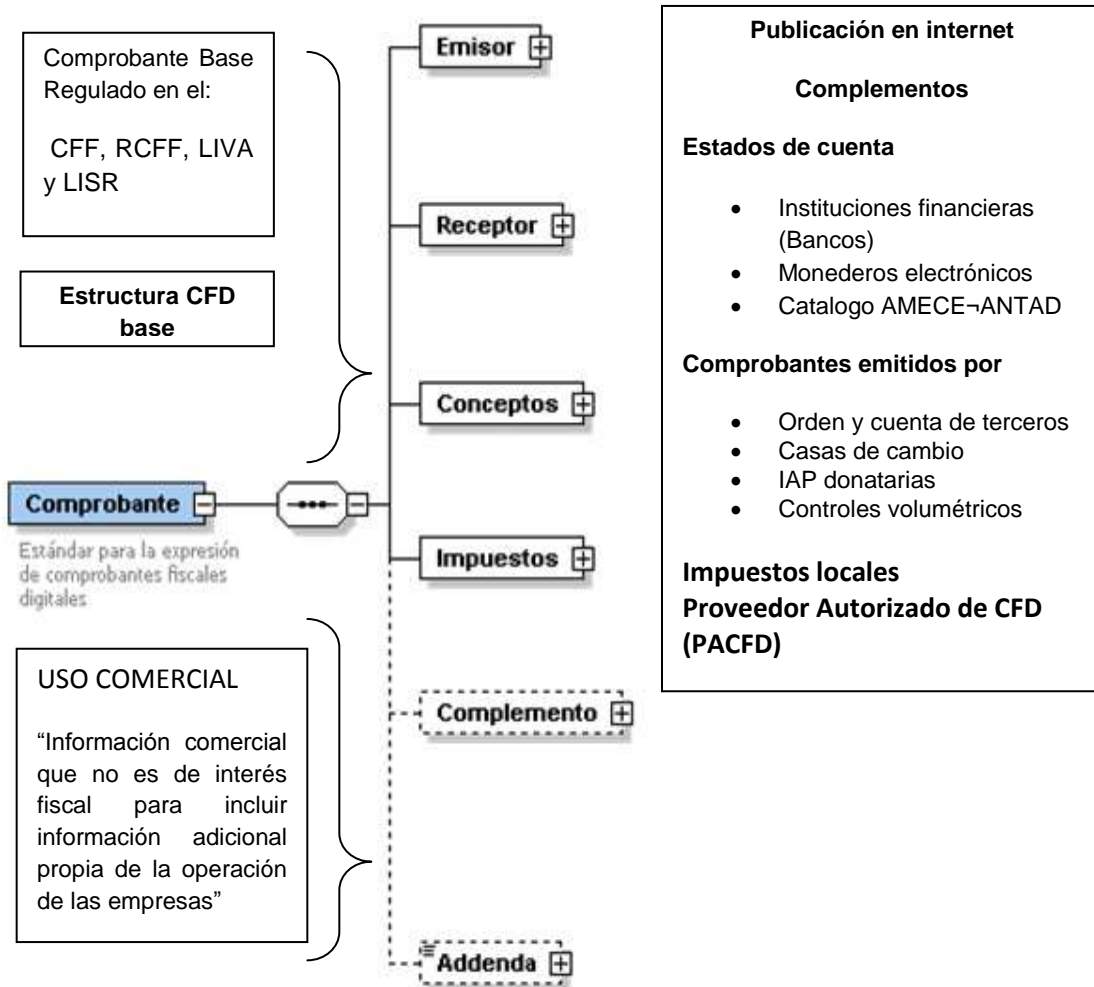 Comprobante Base
Regulado en el:
CFF, RCFF, LIVA
y LISR
Estructura CFD
base
Comprobante
Estándar para la expresión
de comprobantes fiscales
digitales
USO COMERCIAL
“Información comercial
que no es de interés
fiscal para incluir
información adicional
propia de la operación
de las empresas”
Emisor
Receptor
Conceptos
Impuestos
Complemento
Addenda
Publicación en internet
Complementos
Estados de cuenta
• Instituciones financieras
(Bancos)
• Monederos electrónicos
• Catalogo AMECE¬ANTAD
Comprobantes emitidos por
• Orden y cuenta de terceros
• Casas de cambio
• IAP donatarias
• Controles volumétricos
Impuestos locales
Proveedor Autorizado de CFD
(PACFD)